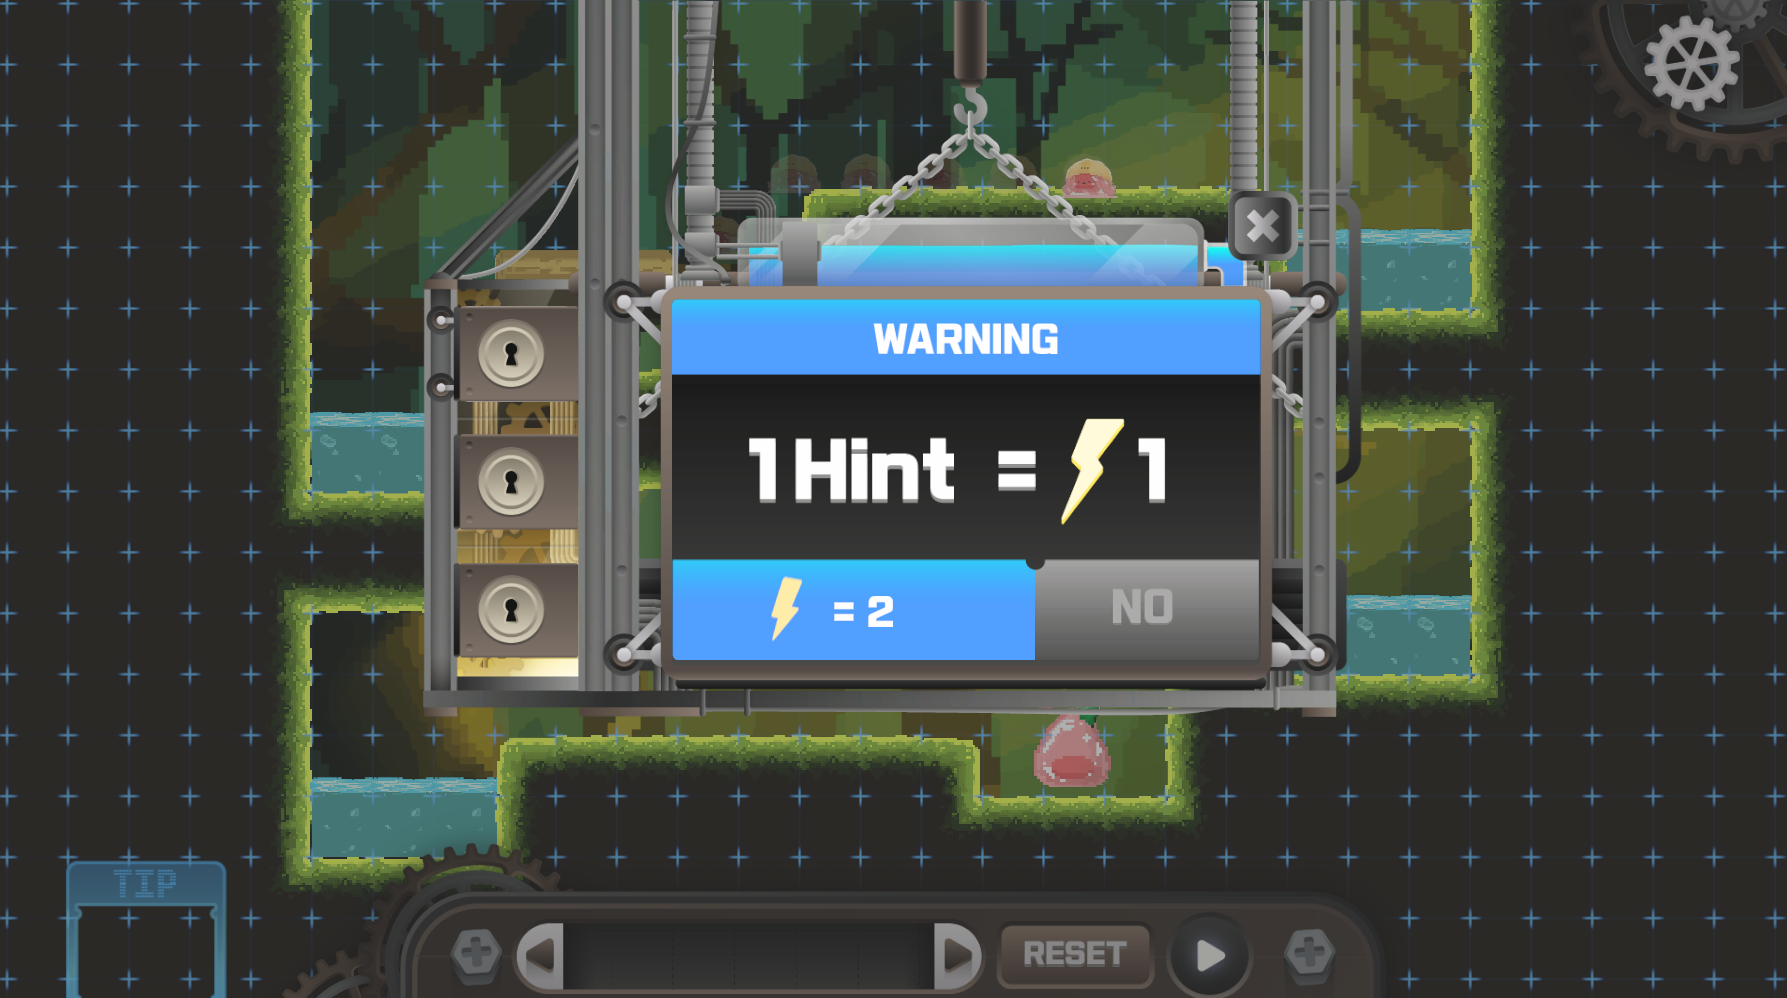 WARNING
1 Hint = 1
= 2
NO
TIP
RESET